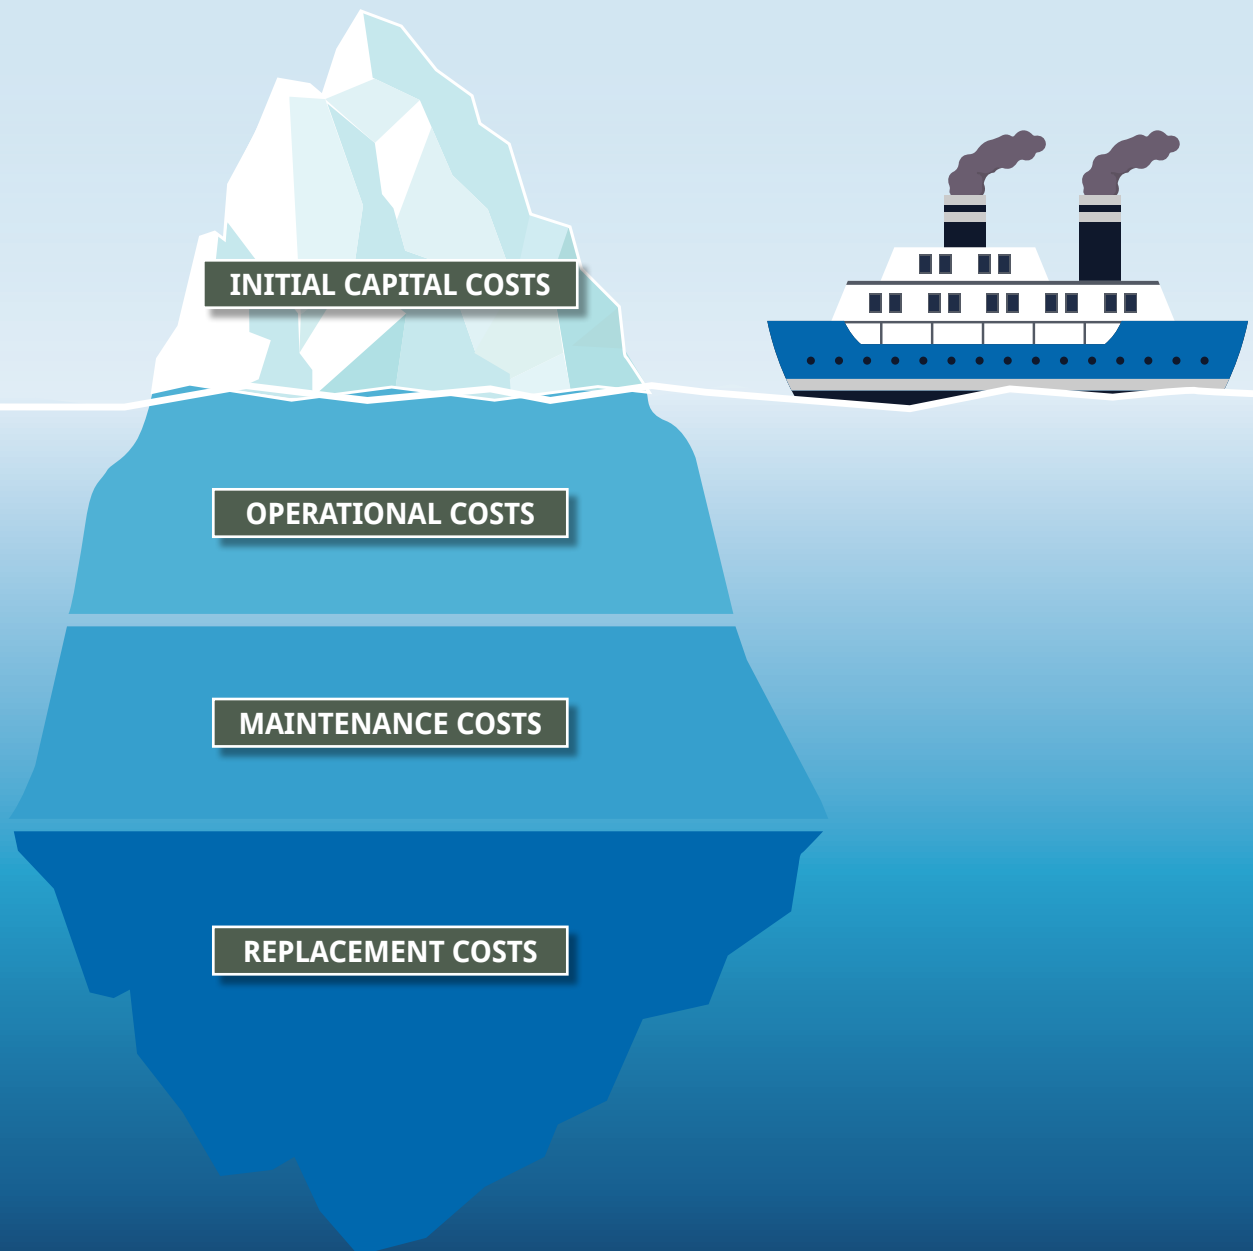 INITIAL CAPITAL COSTS
OPERATIONAL COSTS
MAINTENANCE COSTS
REPLACEMENT COSTS